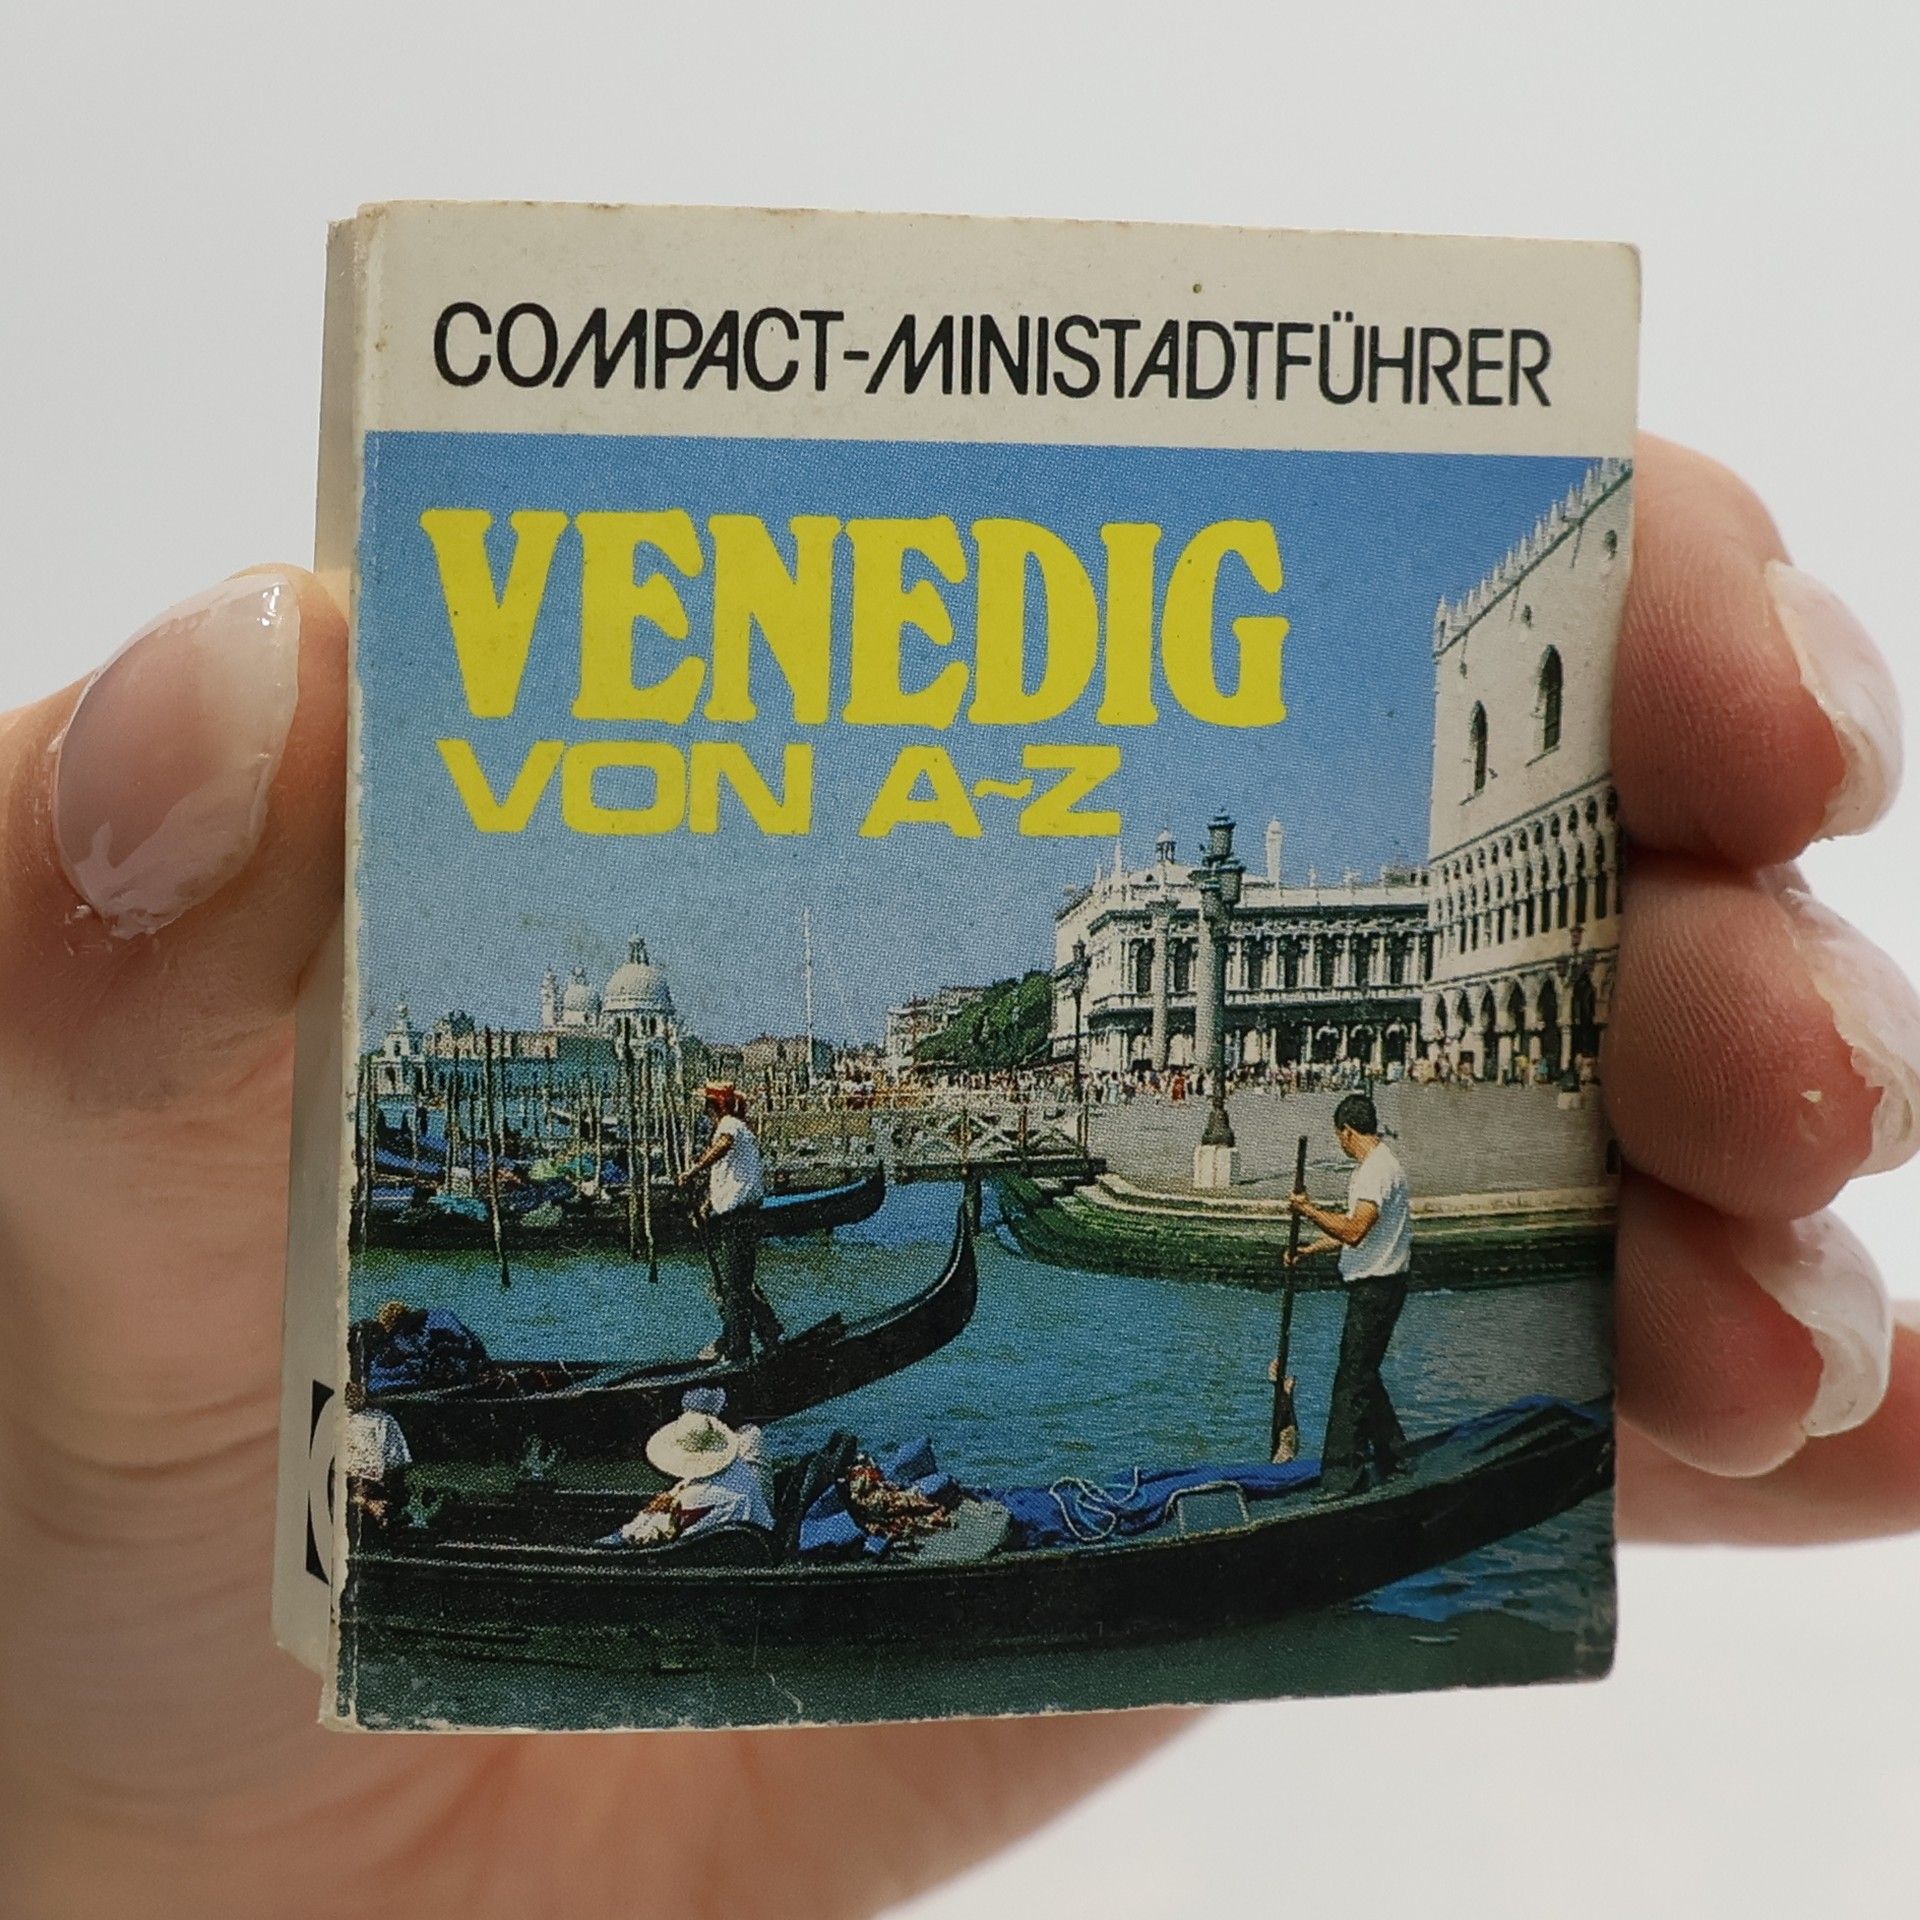 COMPACT-MINISTADTFÜHRER
VENEDIG
VON A~Z